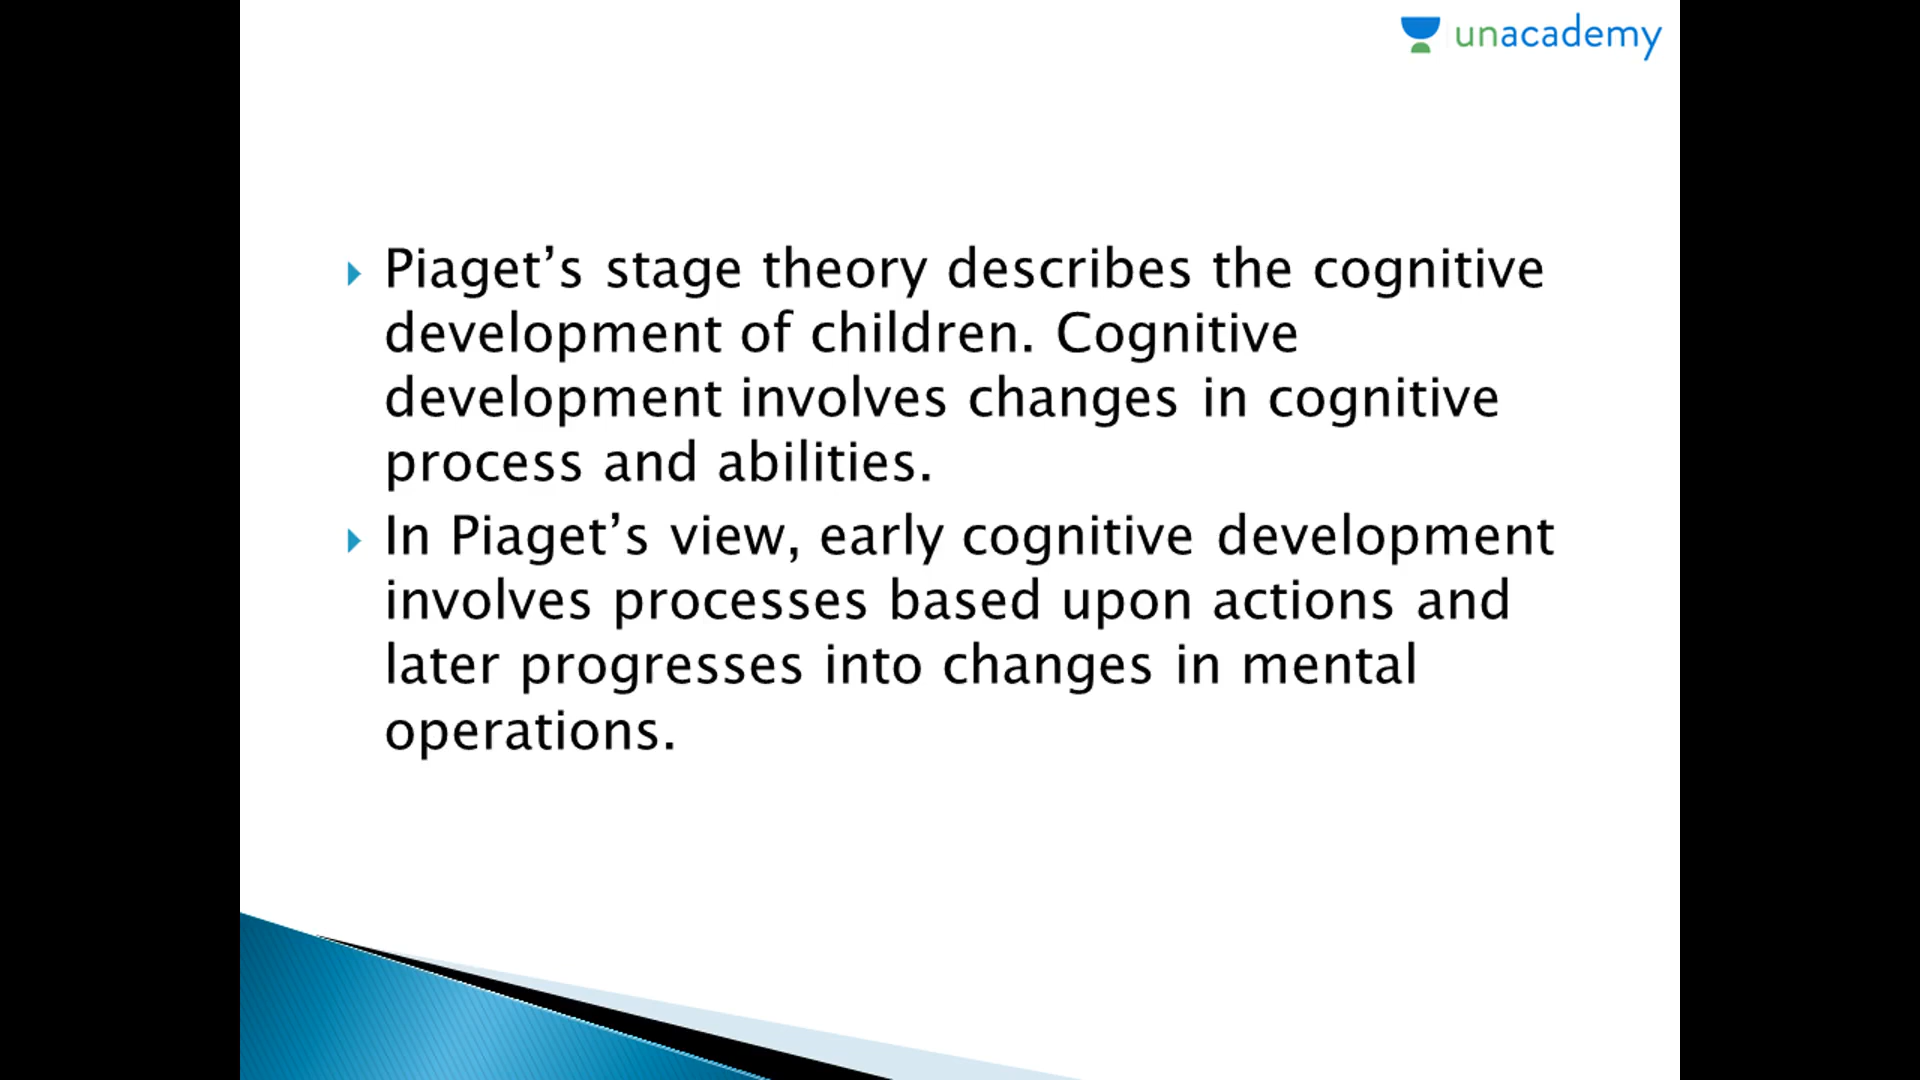 unacademy
Piaget’s stage theory describes the cognitive
development of children. Cognitive
development involves changes in cognitive
process and abilities.
In Piaget’s view, early cognitive development
involves processes based upon actions and
later progresses into changes in mental
operations.